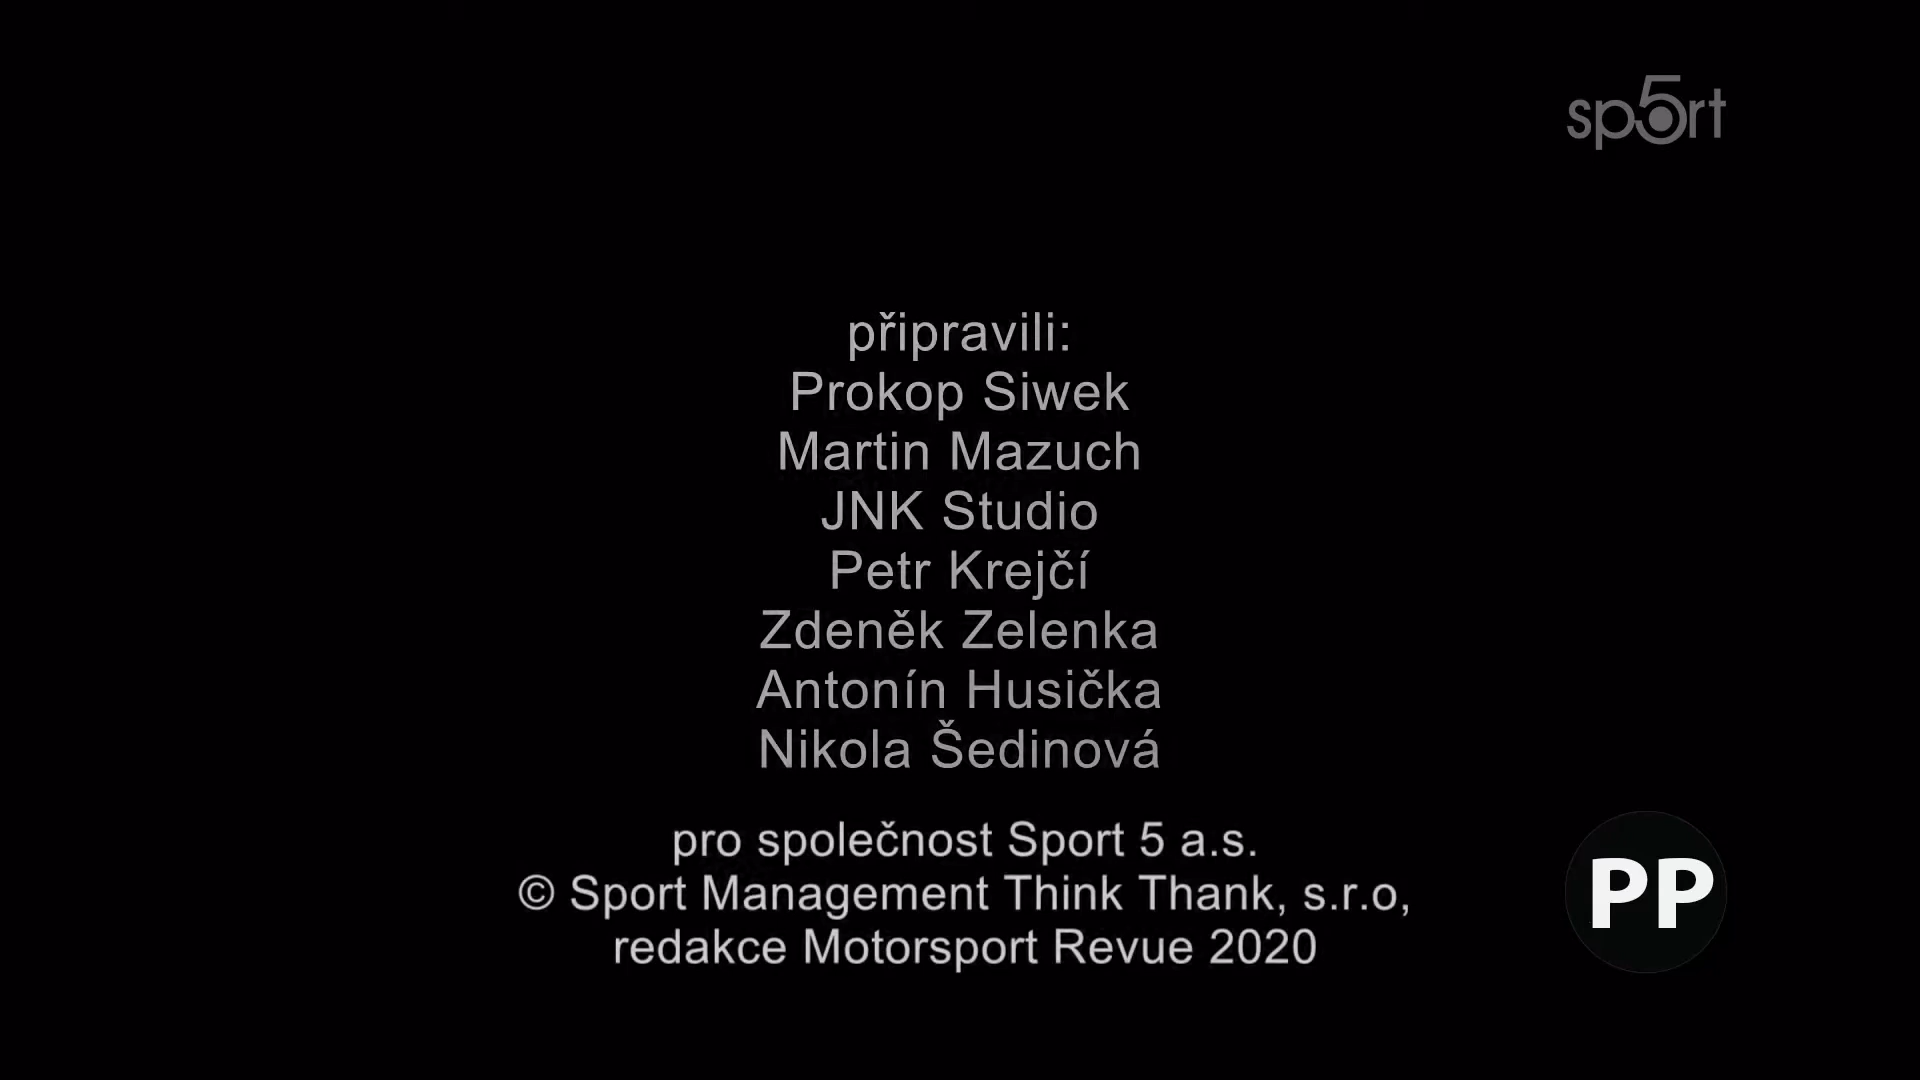 sp5rt
připravili:
Prokop Siwek
Martin Mazuch
JNK Studio
Petr Krejčí
Zdeněk Zelenka
Antonín Husička
Nikola Šedinová
pro společnost Sport 5 a.s.
© Sport Management Think Thank, s.r.o,
redakce Motorsport Revue 2020
PP